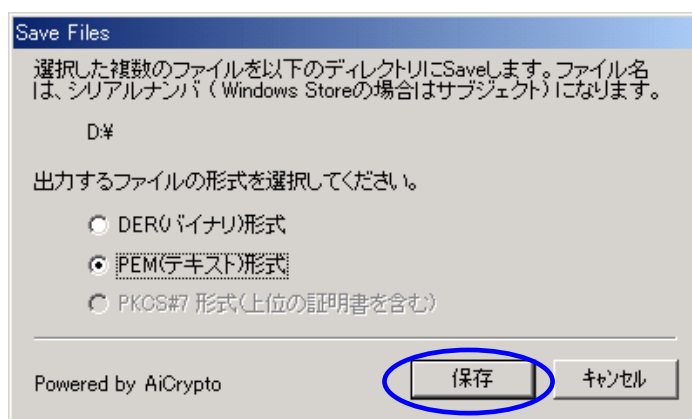 Save Files
選択した複数のファイルを以下のディレクトリにSaveします。ファイル名
は、シリアルナンバ（ Windows Storeの場合はサブジェクト）になります。
D:¥
出力するファイルの形式を選択してください。
DER(バイナリ)形式
PEM(テキスト)形式
PKCS#7 形式(上位の証明書を含む)
Powered by AiCrypto
保存
キャンセル